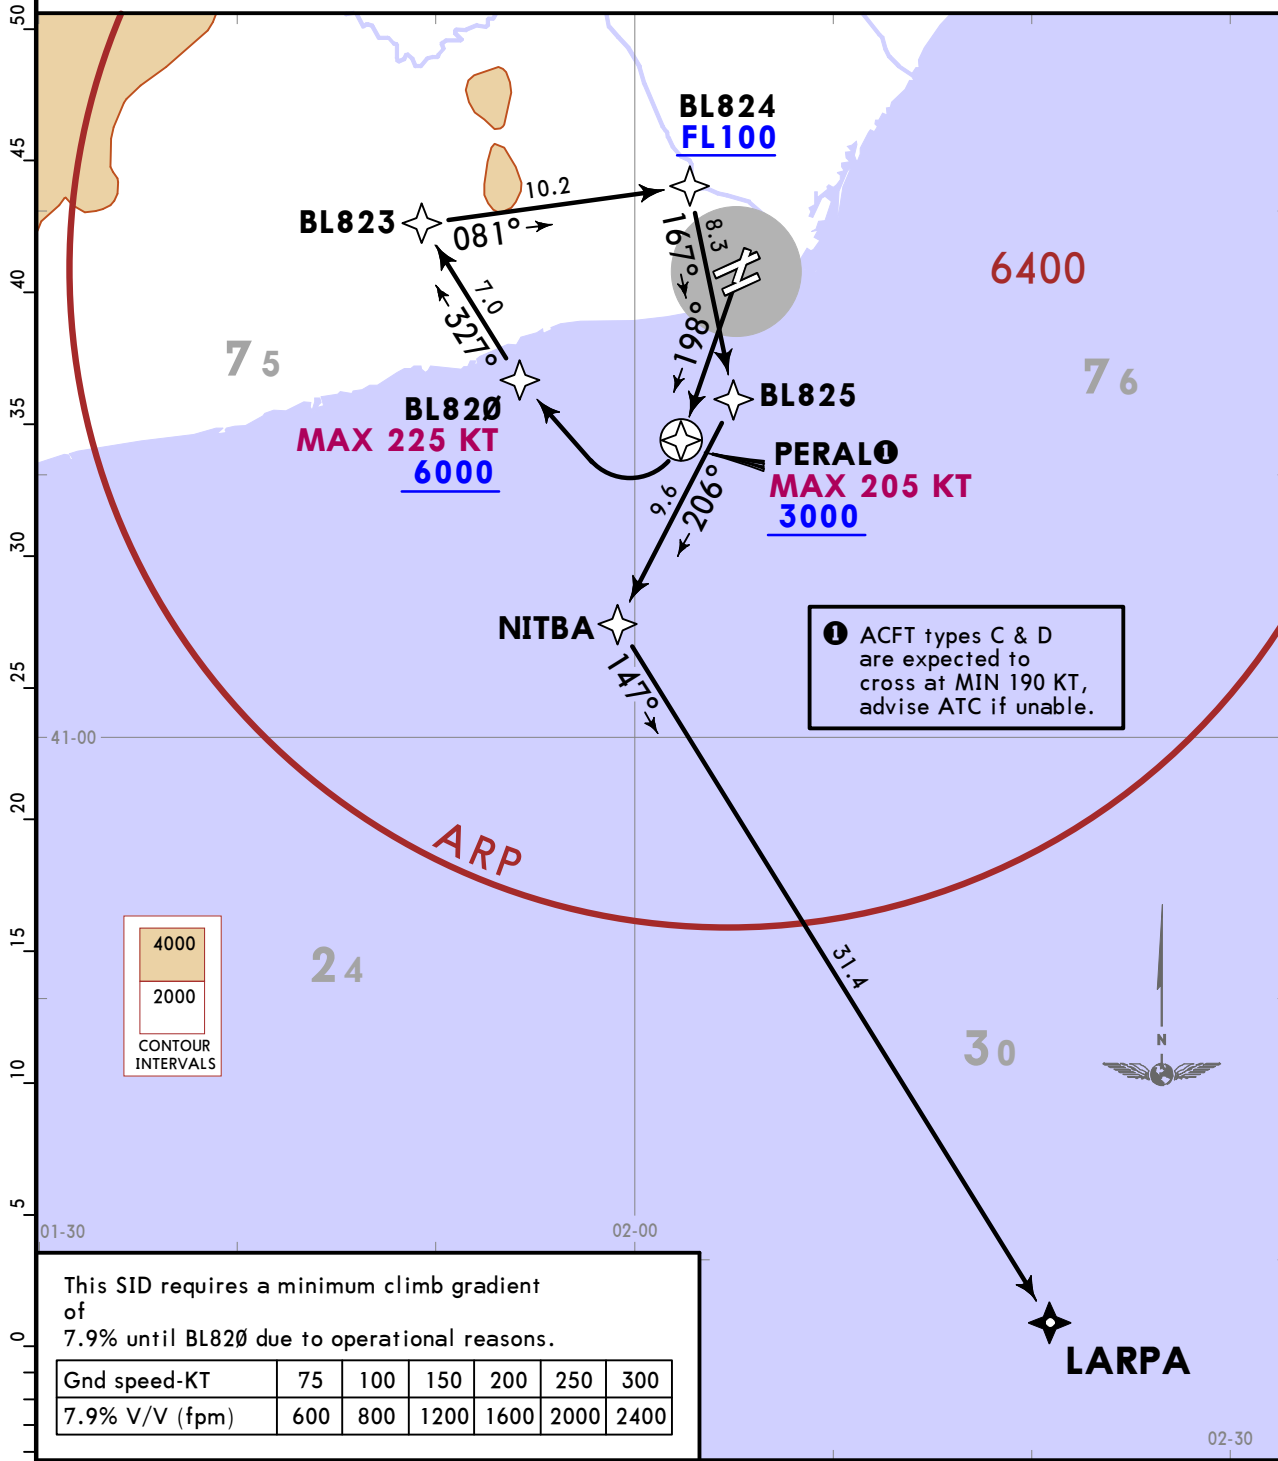 50
BL824
FL100
45
10.2
BL823
081°
167°
8.3
6400
40
7.0
327°
198°
75
76
35
BL820
MAX 225 KT
6000
BL825
PERAL❶
MAX 205 KT
3000
9.6
206°
30
NITBA
❶ ACFT types C & D
are expected to
cross at MIN 190 KT,
advise ATC if unable.
147°
25
41-00
20
ARP
15
4000
2000
CONTOUR
INTERVALS
24
31.4
30
N
10
5
01-30
02-00
This SID requires a minimum climb gradient
of
7.9% until BL82Ø due to operational reasons.
0
LARPA
Gnd speed-KT 75 100 150 200 250 300
7.9% V/V (fpm) 600 800 1200 1600 2000 2400
02-30